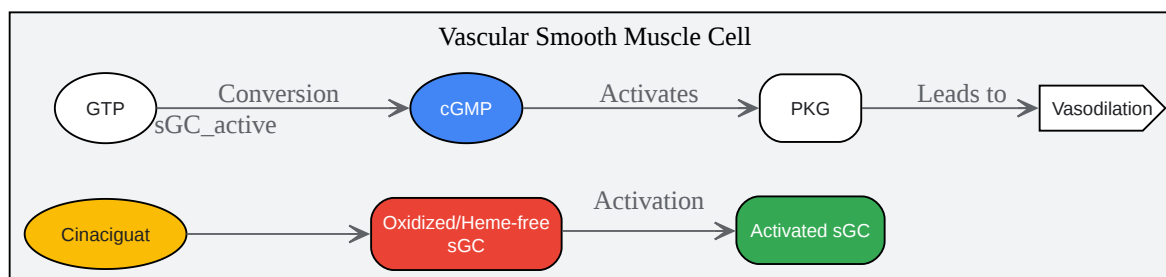 Vascular Smooth Muscle Cell
GTP
Conversion
sGC_active
cGMP
Activates
PKG
Leads to
Vasodilation
Cinaciguat
Oxidized/Heme-free
sGC
Activation
Activated sGC